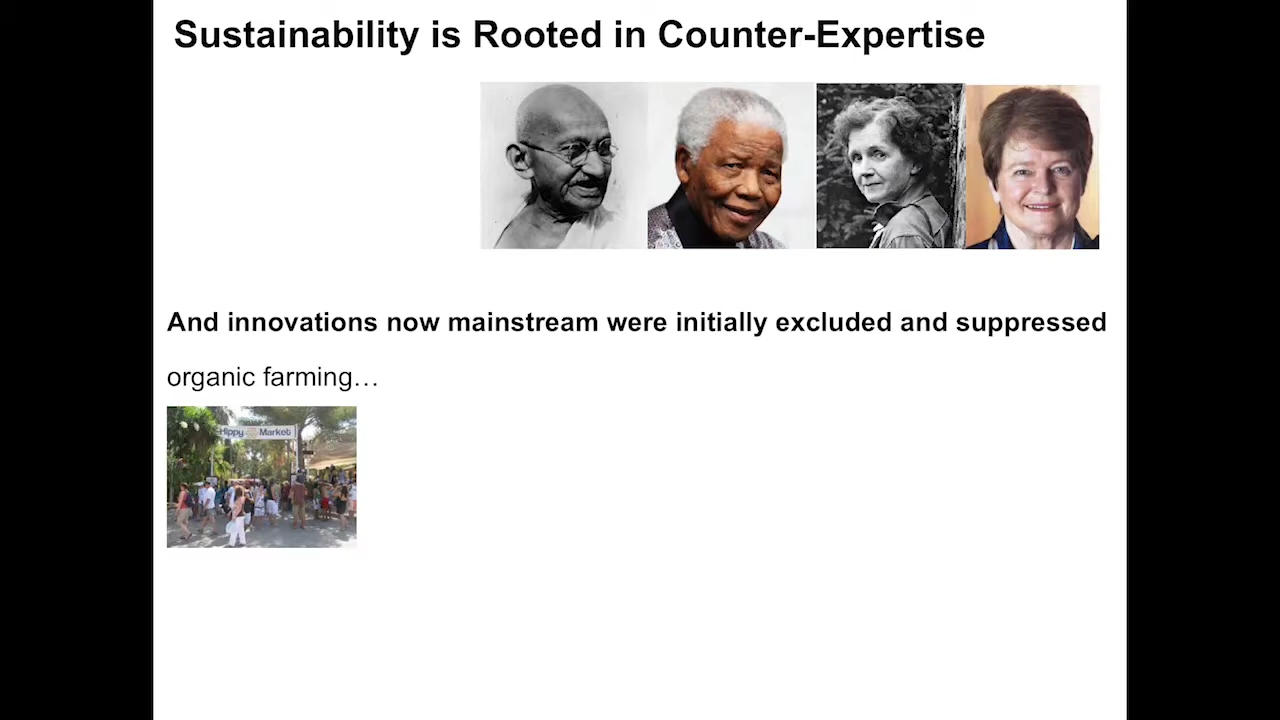 Sustainability is Rooted in Counter-Expertise
And innovations now mainstream were initially excluded and suppressed
organic farming…
Hippy Market